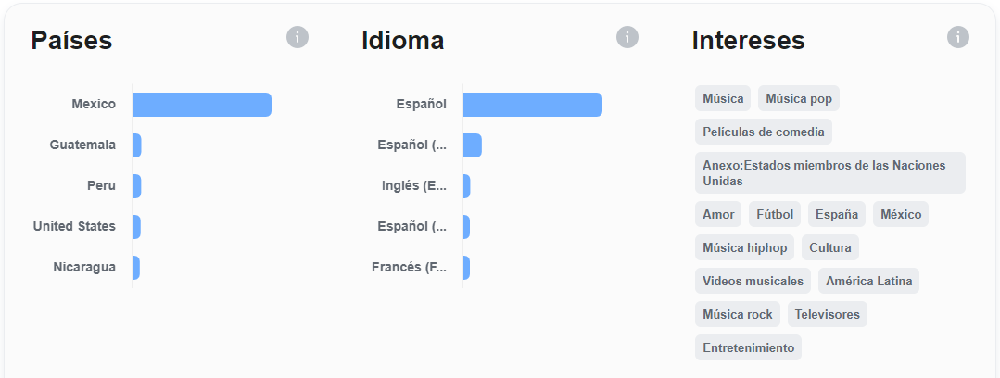 Países
Mexico
Guatemala
Peru
United States
Nicaragua
Idioma
Español
Español (...
Inglés (E...
Español (...
Francés (F...
Intereses
Música
Música pop
Películas de comedia
Anexo:Estados miembros de las Naciones
Unidas
Amor
Fútbol
España
México
Música hiphop
Cultura
Videos musicales
América Latina
Música rock
Televisores
Entretenimiento